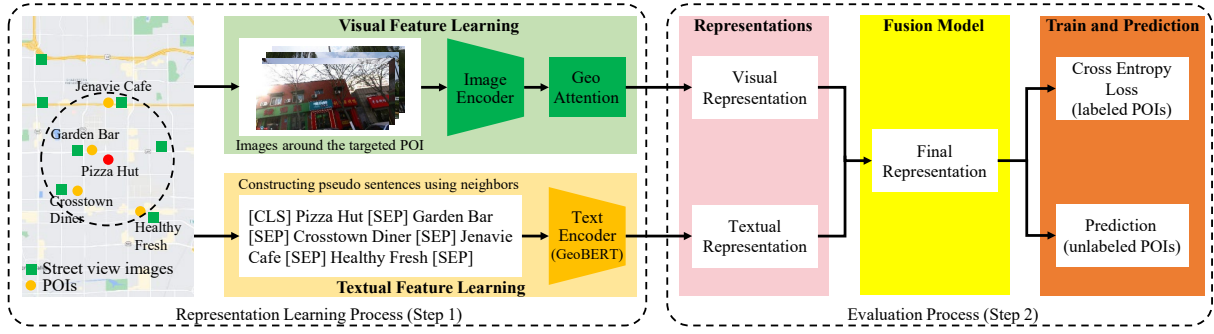 Jenavie Cafe
Garden Bar
Pizza Hut
Crosstown
Diner
Healthy
Fresh
Street view images
POIs
Visual Feature Learning
Images around the targeted POI
Image
Encoder
Geo
Attention
Constructing pseudo sentences using neighbors
[CLS] Pizza Hut [SEP] Garden Bar
[SEP] Crosstown Diner [SEP] Jenavie
Cafe [SEP] Healthy Fresh [SEP]
Text
Encoder
(GeoBERT)
Textual Feature Learning
Representation Learning Process (Step 1)
Representations
Visual
Representation
Textual
Representation
Fusion Model
Final
Representation
Train and Prediction
Cross Entropy
Loss
(labeled POIs)
Prediction
(unlabeled POIs)
Evaluation Process (Step 2)